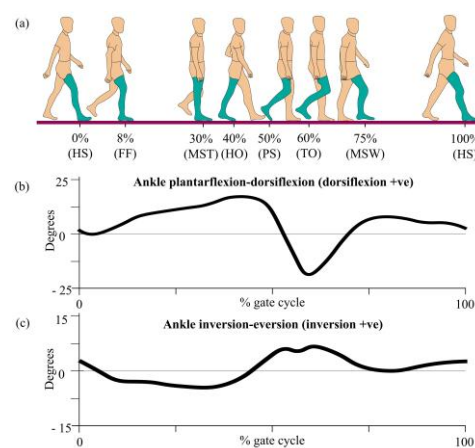 (a)
0% 8% 30% 40% 50% 60% 75% 100%
(HS) (FF) (MST) (HO) (PS) (TO) (MSW) (HS)
(b)
25
Ankle plantarflexion-dorsiflexion (dorsiflexion +ve)
Degrees
0
- 25
0 % gate cycle 100
(c)
15
Ankle inversion-eversion (inversion +ve)
Degrees
0
- 15
0 % gate cycle 100